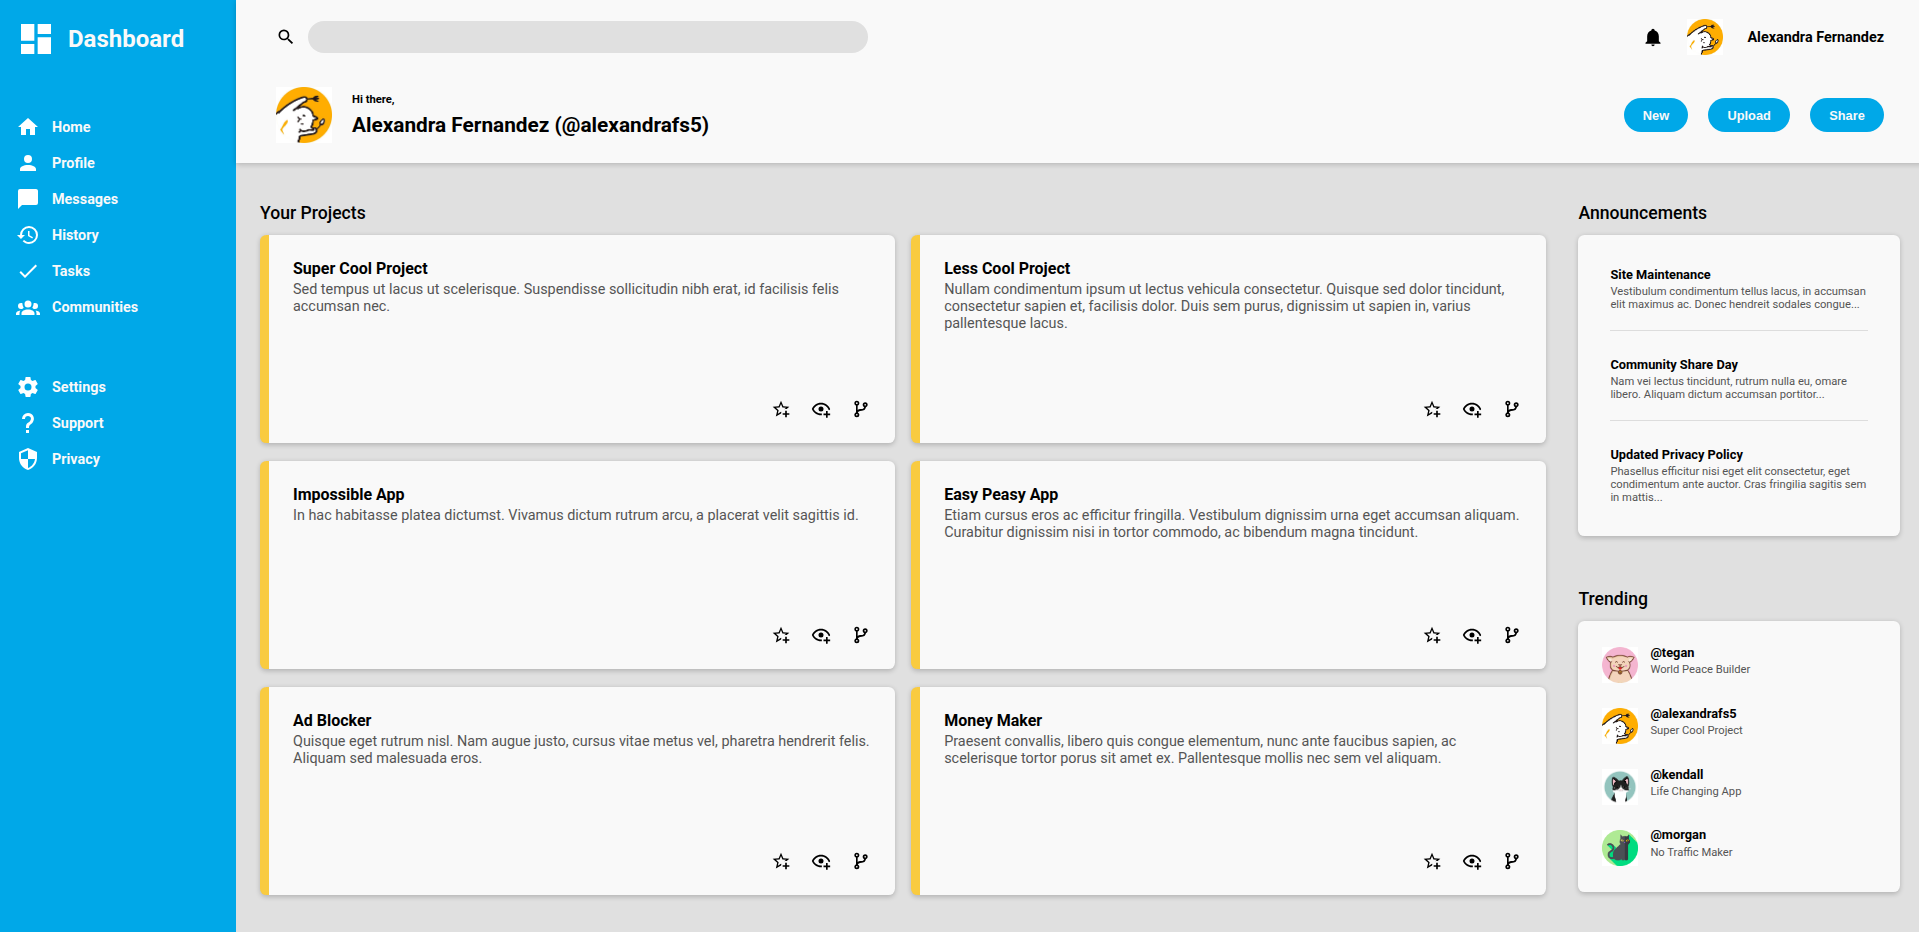 Dashboard
Home
Profile
Messages
History
Tasks
Communities
Settings
Support
Privacy
Alexandra Fernandez
Hi there,
Alexandra Fernandez (@alexandrafs5)
New
Upload
Share
Your Projects
Super Cool Project
Sed tempus ut lacus ut scelerisque. Suspendisse sollicitudin nibh erat, id facilisis felis
accumsan nec.
Less Cool Project
Nullam condimentum ipsum ut lectus vehicula consectetur. Quisque sed dolor tincidunt,
consectetur sapien et, facilisis dolor. Duis sem purus, dignissim ut sapien in, varius
pallentesque lacus.
Impossible App
In hac habitasse platea dictumst. Vivamus dictum rutrum arcu, a placerat velit sagittis id.
Easy Peasy App
Etiam cursus eros ac efficitur fringilla. Vestibulum dignissim urna eget accumsan aliquam.
Curabitur dignissim nisi in tortor commodo, ac bibendum magna tincidunt.
Ad Blocker
Quisque eget rutrum nisl. Nam augue justo, cursus vitae metus vel, pharetra hendrerit felis.
Aliquam sed malesuada eros.
Money Maker
Praesent convallis, libero quis congue elementum, nunc ante faucibus sapien, ac
scelerisque tortor porus sit amet ex. Pallentesque mollis nec sem vel aliquam.
Announcements
Site Maintenance
Vestibulum condimentum tellus lacus, in accumsan
elit maximus ac. Donec hendreit sodales congue...
Community Share Day
Nam vei lectus tincidunt, rutrum nulla eu, omare
libero. Aliquam dictum accumsan portitor...
Updated Privacy Policy
Phasellus efficitur nisi eget elit consectetur, eget
condimentum ante auctor. Cras fringilia sagitis sem
in mattis...
Trending
@tegan
World Peace Builder
@alexandrafs5
Super Cool Project
@kendall
Life Changing App
@morgan
No Traffic Maker